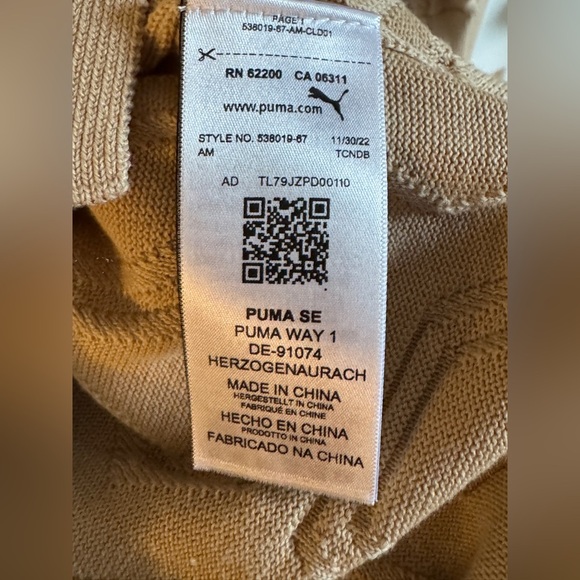 PAGE 1
538019-67-AM-CLD01
RN 62200 CA 06311
www.puma.com
STYLE NO. 538019-67 11/30/22
AM TCNDB
AD TL79JZPD00110
PUMA SE
PUMA WAY 1
DE-91074
HERZOGENAURACH
MADE IN CHINA
HERGESTELLT IN CHINA
FABRIQUÉ EN CHINE
HECHO EN CHINA
PRODOTTO IN CHINA
FABRICADO NA CHINA